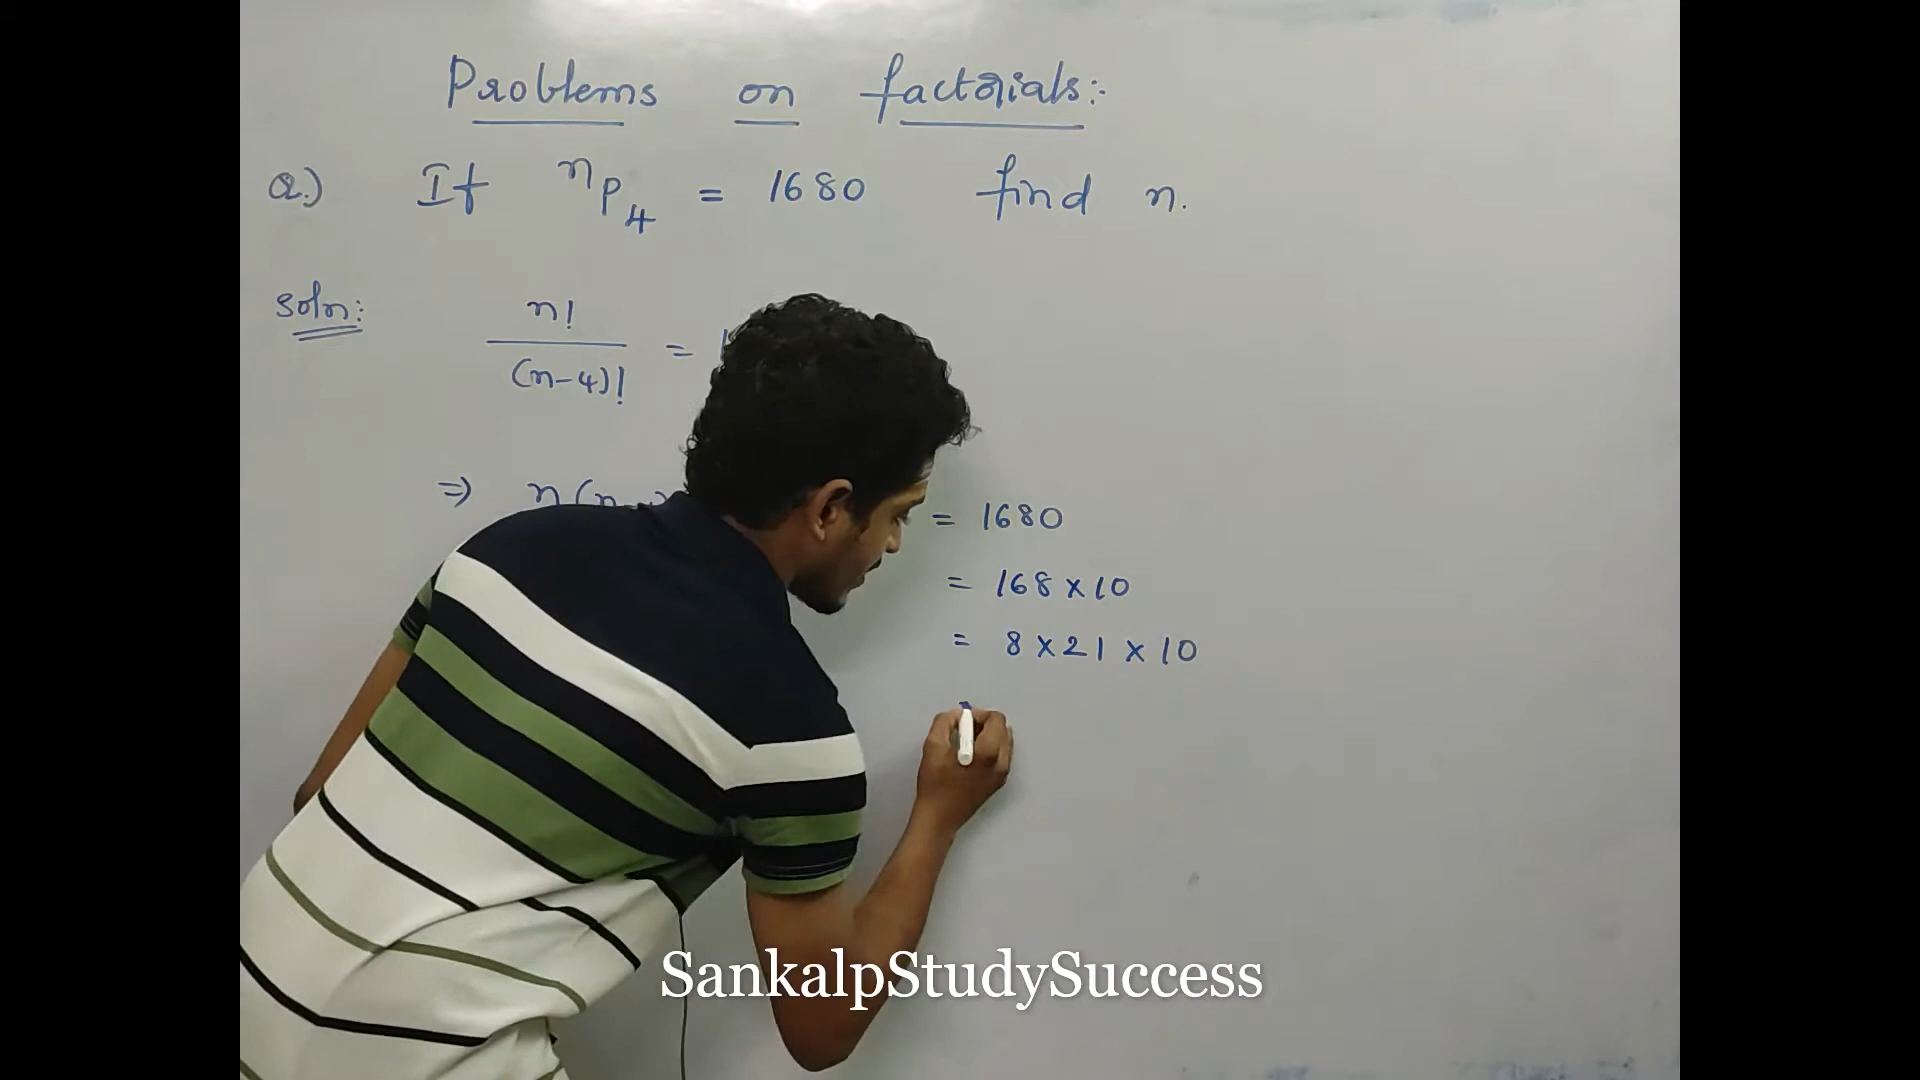 Problems on factorials:-
Q.) If nP4 = 1680 find n.
Soln:
n!
(n-4)! =
⇒ n(n = 1680
= 168 x 10
= 8 x 21 x 10
SankalpStudySuccess